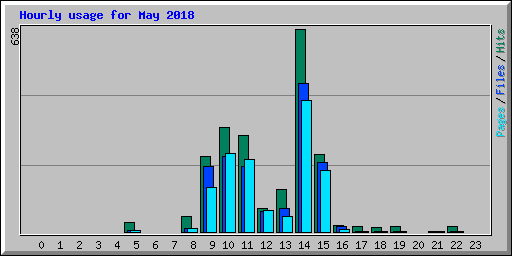 Hourly usage for May 2018
638
Pages / Files / Hits
0 1 2 3 4 5 6 7 8 9 10 11 12 13 14 15 16 17 18 19 20 21 22 23